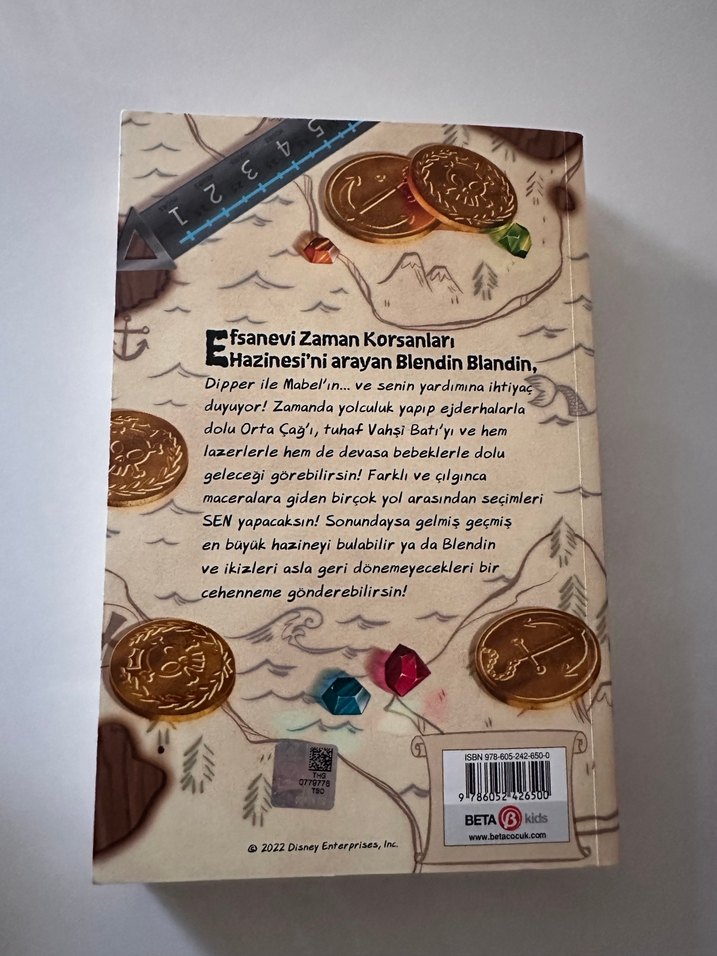 5 4 3 2 1
Efsanevi Zaman Korsanları
Hazinesi'ni arayan Blendin Blandin,
Dipper ile Mabel'ın... ve senin yardımına ihtiyaç
duyuyor! Zamanda yolculuk yapıp ejderhalarla
dolu Orta Çağ'ı, tuhaf Vahşi Batı'yı ve hem
lazerlerle hem de devasa bebeklerle dolu
geleceği görebilirsin! Farklı ve çılgınca
maceralara giden birçok yol arasından seçimleri
SEN yapacaksın! Sonundaysa gelmiş geçmiş
en büyük hazineyi bulabilir ya da Blendin
ve ikizleri asla geri dönemeyecekleri bir
cehenneme gönderebilirsin!
THG
0779776
TSD
ISBN 978-605-242-650-0
9 786052 426500
BETA B kids
www.betacocuk.com
© 2022 Disney Enterprises, Inc.